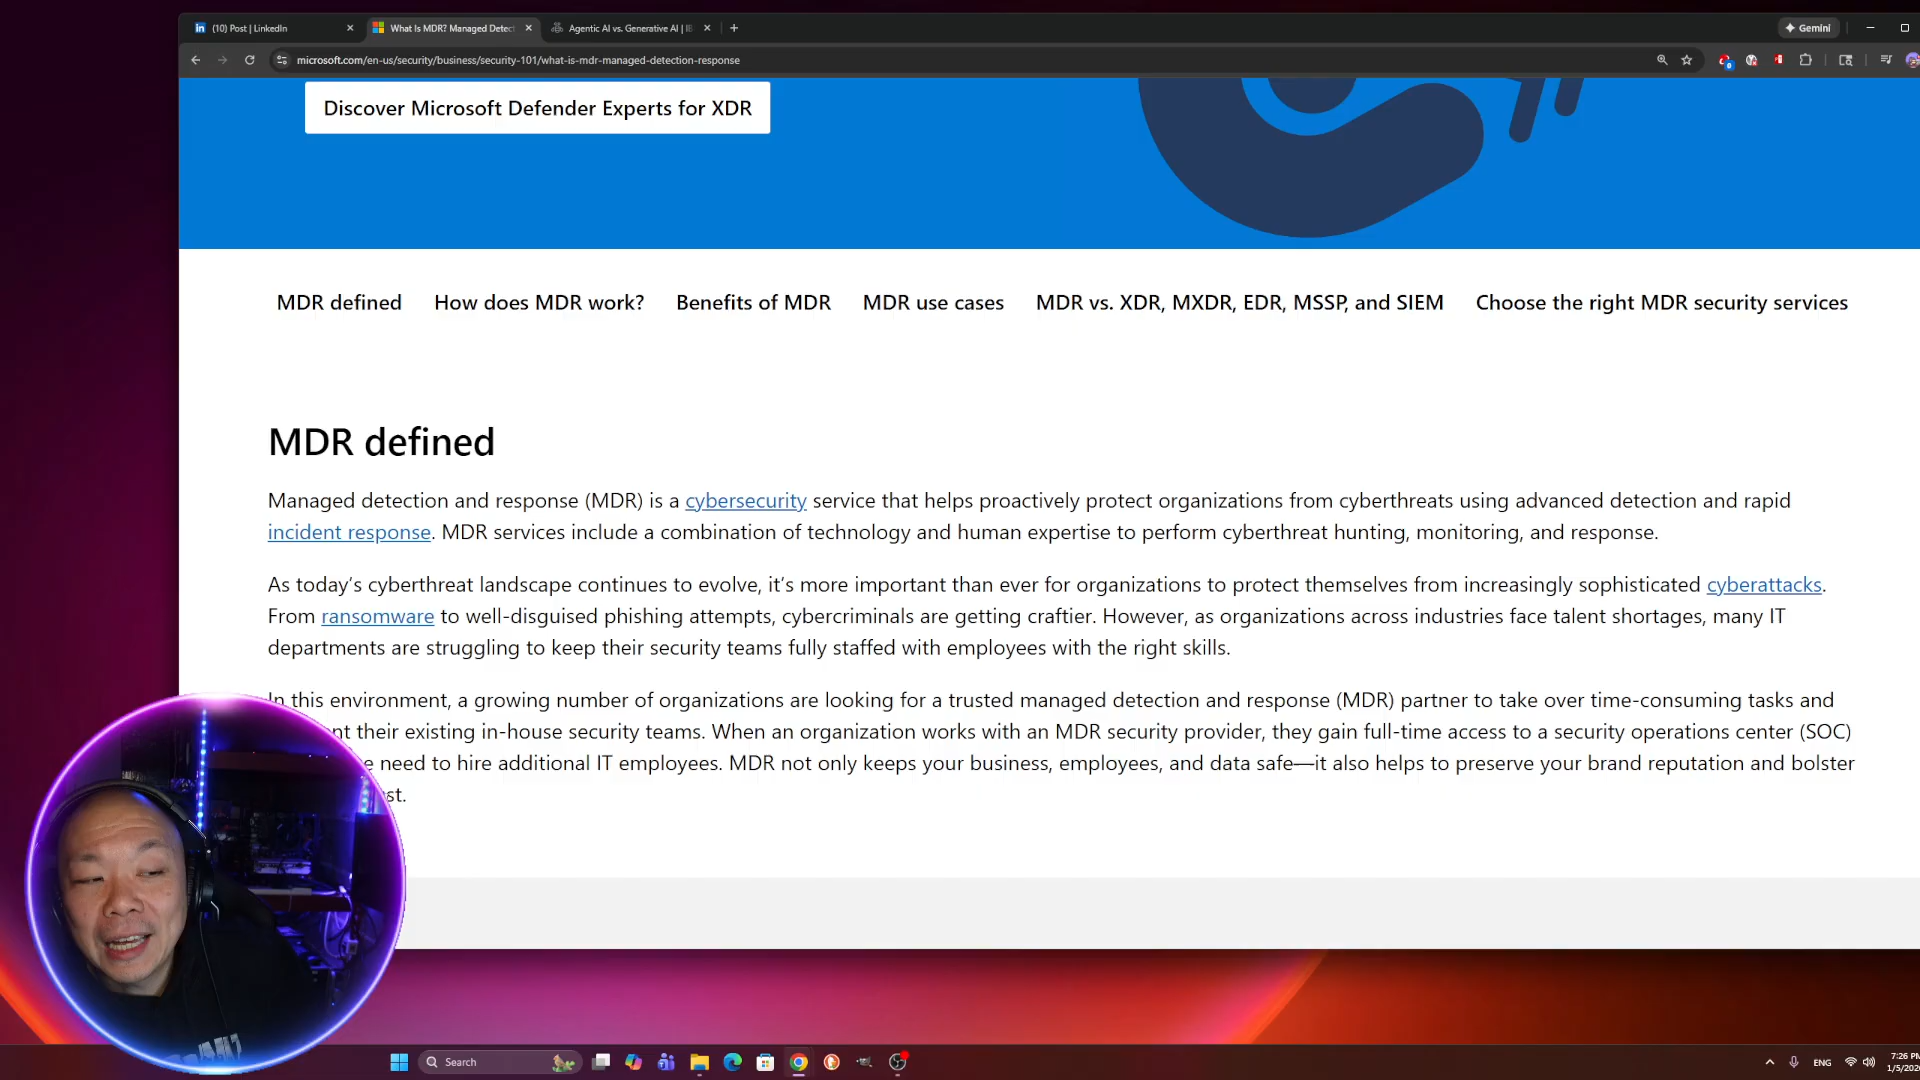 (10) Post | LinkedIn
What Is MDR? Managed Detect
Agentic AI vs. Generative AI | IB
Gemini
microsoft.com/en-us/security/business/security-101/what-is-mdr-managed-detection-response
Discover Microsoft Defender Experts for XDR
MDR defined How does MDR work? Benefits of MDR MDR use cases MDR vs. XDR, MXDR, EDR, MSSP, and SIEM Choose the right MDR security services
MDR defined
Managed detection and response (MDR) is a cybersecurity service that helps proactively protect organizations from cyberthreats using advanced detection and rapid
incident response. MDR services include a combination of technology and human expertise to perform cyberthreat hunting, monitoring, and response.
As today's cyberthreat landscape continues to evolve, it's more important than ever for organizations to protect themselves from increasingly sophisticated cyberattacks.
From ransomware to well-disguised phishing attempts, cybercriminals are getting craftier. However, as organizations across industries face talent shortages, many IT
departments are struggling to keep their security teams fully staffed with employees with the right skills.
In this environment, a growing number of organizations are looking for a trusted managed detection and response (MDR) partner to take over time-consuming tasks and
nt their existing in-house security teams. When an organization works with an MDR security provider, they gain full-time access to a security operations center (SOC)
e need to hire additional IT employees. MDR not only keeps your business, employees, and data safe—it also helps to preserve your brand reputation and bolster
st.
Search
ENG
7:26 PM
1/5/202